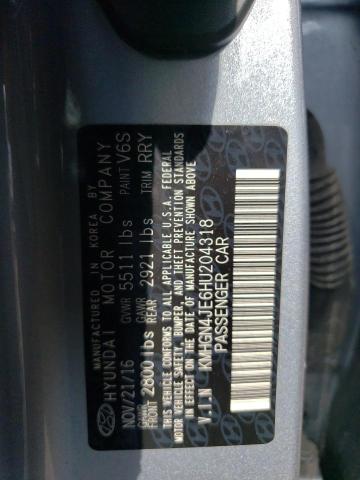 MANUFACTURED IN KOREA BY
HYUNDAI MOTOR COMPANY
NOV/21/16 GVWR 5511 lbs PAINT V6S
GAWR FRONT 2800 lbs GAWR REAR 2921 lbs TRIM RRY
THIS VEHICLE CONFORMS TO ALL APPLICABLE U.S.A. FEDERAL
MOTOR VEHICLE SAFETY, BUMPER, AND THEFT PREVENTION STANDARDS
IN EFFECT ON THE DATE OF MANUFACTURE SHOWN ABOVE
V.I.N KMHGN4JE6HU204318
PASSENGER CAR